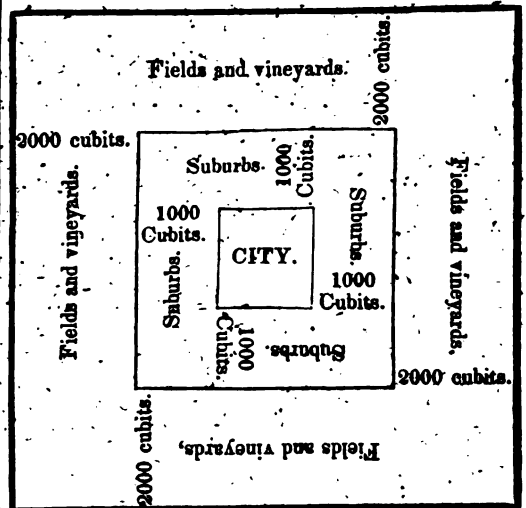 Fields and vineyards.
2000 cubits.
2000 cubits.
Suburbs.
1000
Cubits.
Fields and vineyards.
1000
Cubits.
Suburbs.
Fields and vineyards,
CITY.
Suburbs.
1000
Cubits.
1000
Cubits.
Suburbs.
2000 cubits.
2000 cubits.
Fields and vineyards,